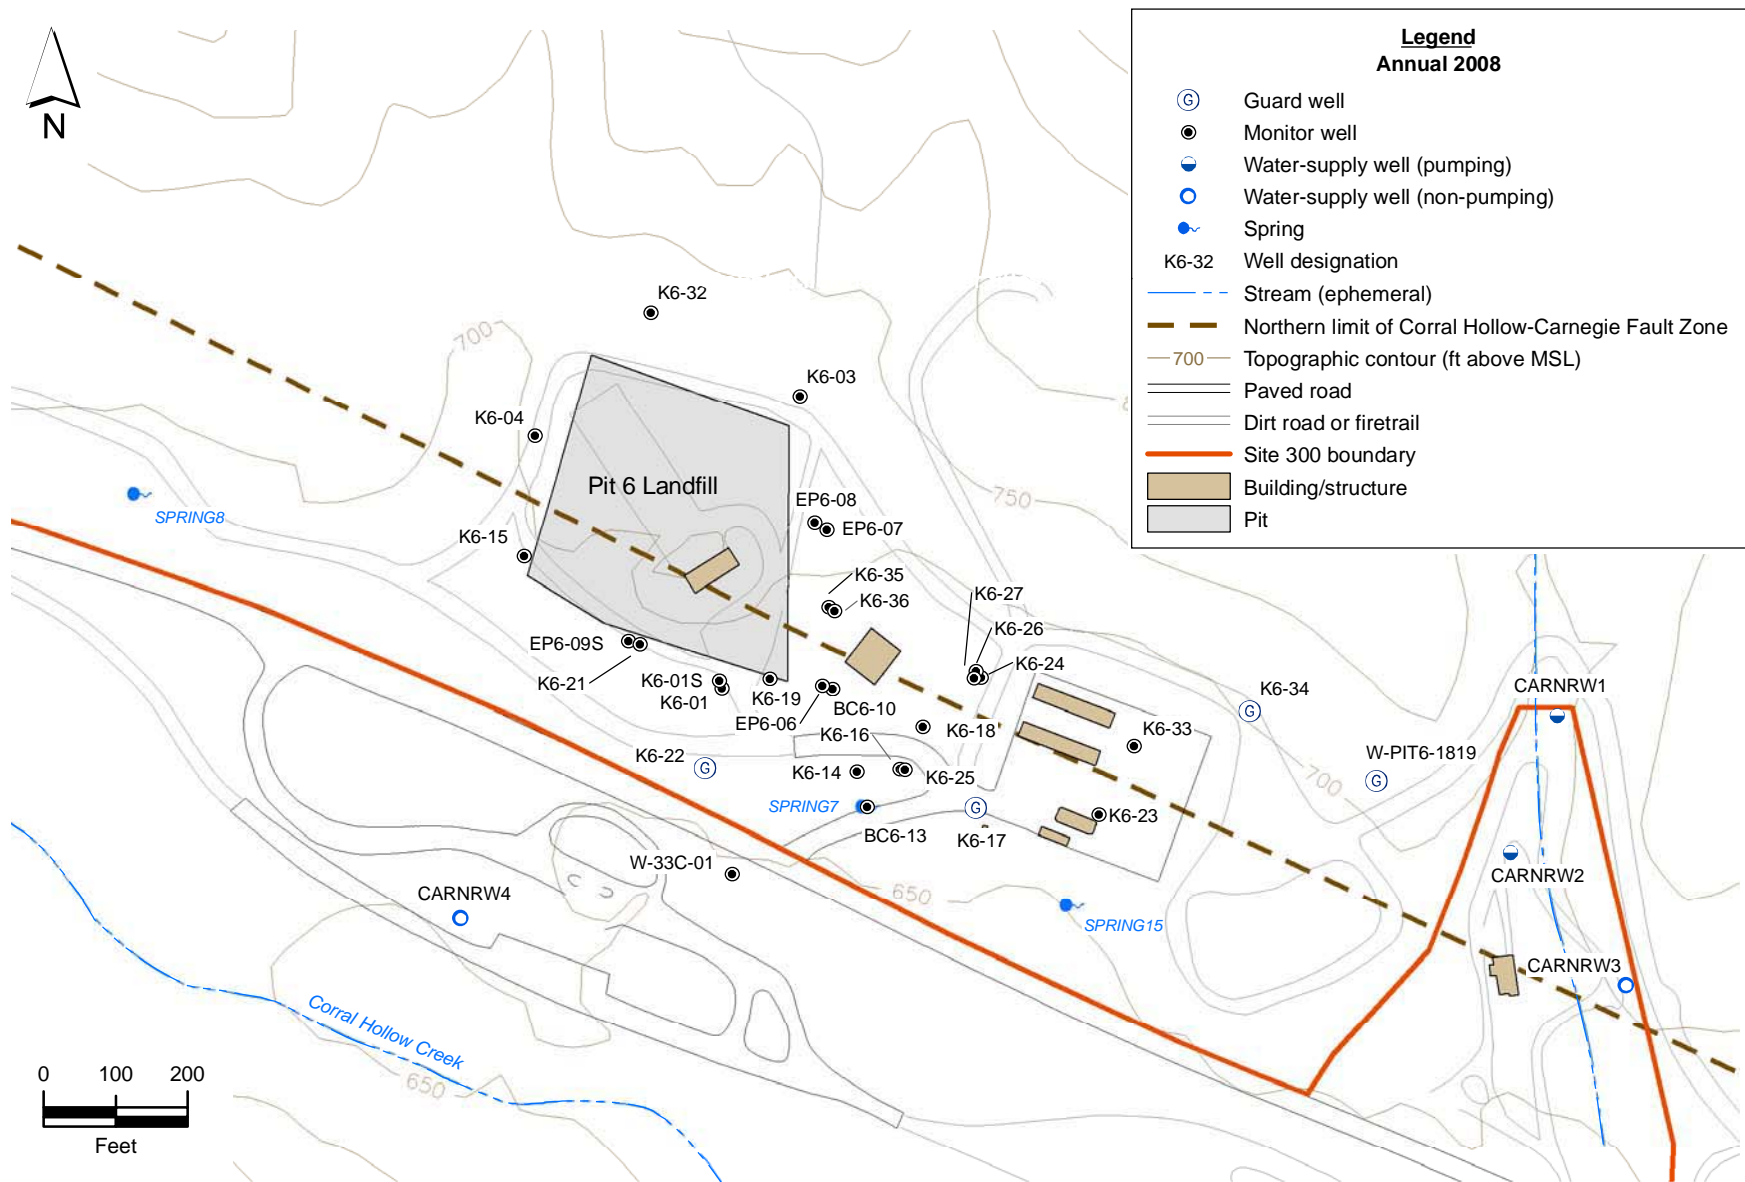 Legend
Annual 2008
Guard well
Monitor well
Water-supply well (pumping)
Water-supply well (non-pumping)
Spring
K6-32 Well designation
Stream (ephemeral)
Northern limit of Corral Hollow-Carnegie Fault Zone
700 Topographic contour (ft above MSL)
Paved road
Dirt road or firetrail
Site 300 boundary
Building/structure
Pit
G
N
K6-32
700
K6-03
K6-04
Pit 6 Landfill
750
EP6-08
EP6-07
SPRING8
K6-15
K6-35
K6-36
K6-27
K6-26
K6-24
EP6-09S
K6-21
K6-01S
K6-01
K6-19
EP6-06
BC6-10
K6-16
K6-18
K6-34
G
CARNRW1
K6-33
W-PIT6-1819
G
K6-22
G
K6-14
K6-25
700
SPRING7
BC6-13
G
K6-17
K6-23
W-33C-01
CARNRW4
650
CARNRW2
SPRING15
CARNRW3
Corral Hollow Creek
650
0 100 200
Feet